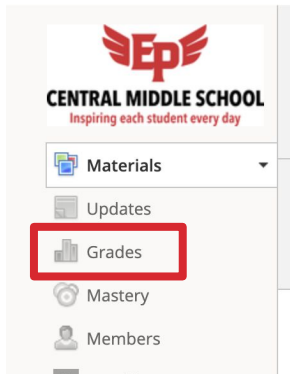 EP
CENTRAL MIDDLE SCHOOL
Inspiring each student every day
Materials
Updates
Grades
Mastery
Members